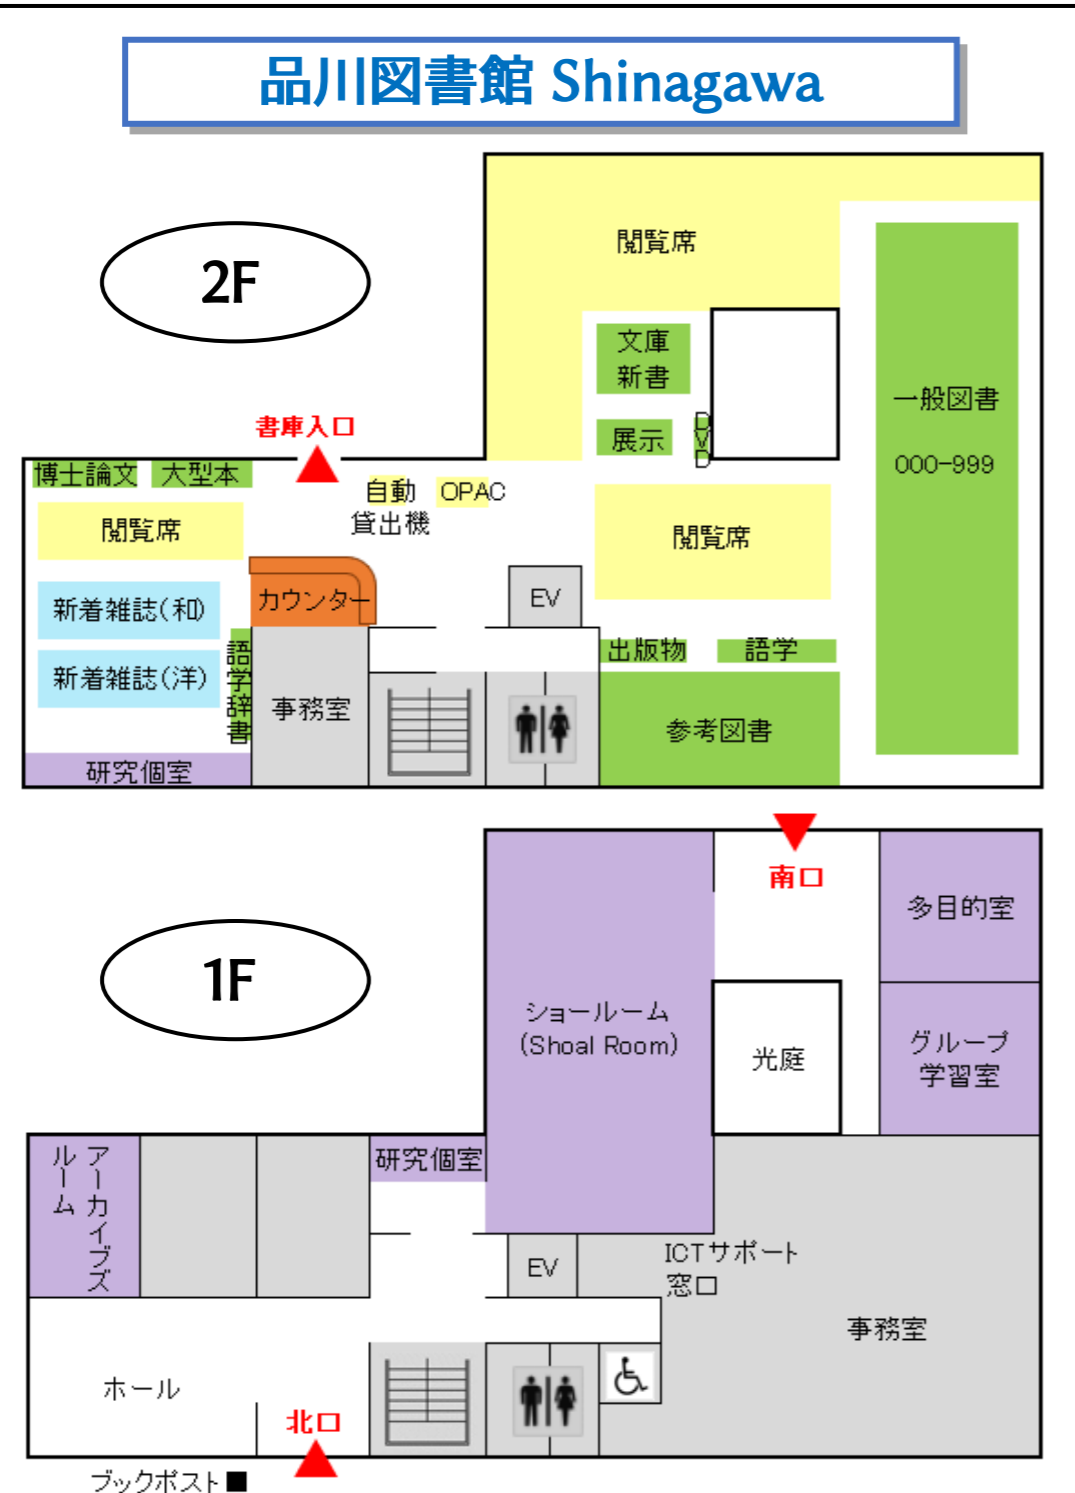 品川図書館 Shinagawa
2F
閲覧席
文庫
新書
一般図書
000-999
展示
DVD
書庫入口
博士論文
大型本
自動
貸出機
OPAC
閲覧席
閲覧席
新着雑誌(和)
カウンター
EV
新着雑誌(洋)
語学辞書
事務室
出版物
語学
参考図書
研究個室
南口
多目的室
1F
ショールーム
(Shoal Room)
光庭
グループ
学習室
アーカイブズ
ルーム
研究個室
EV
ICTサポート
窓口
事務室
ホール
北口
ブックポスト■